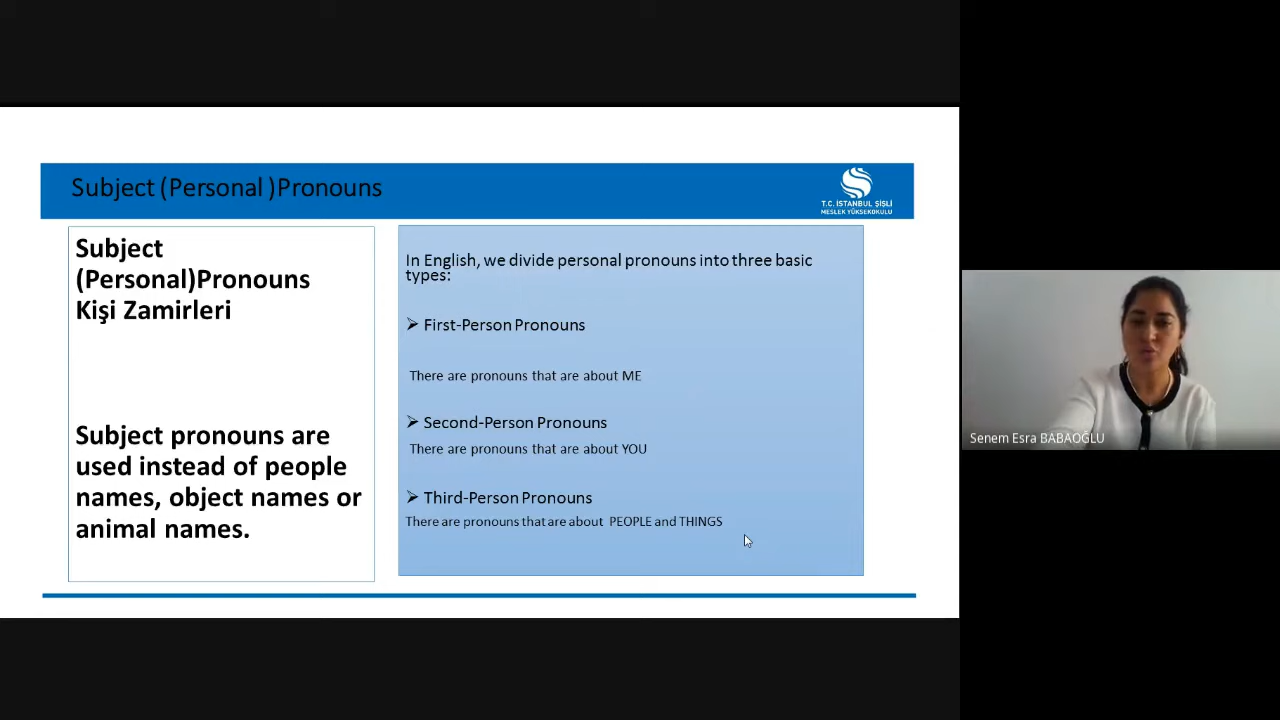 Subject (Personal )Pronouns
T.C. İSTANBUL ŞİŞLİ
MESLEK YÜKSEKOKULU
Subject
(Personal)Pronouns
Kişi Zamirleri
Subject pronouns are
used instead of people
names, object names or
animal names.
In English, we divide personal pronouns into three basic
types:
➢ First-Person Pronouns
There are pronouns that are about ME
➢ Second-Person Pronouns
There are pronouns that are about YOU
➢ Third-Person Pronouns
There are pronouns that are about PEOPLE and THINGS
Senem Esra BABAOĞLU